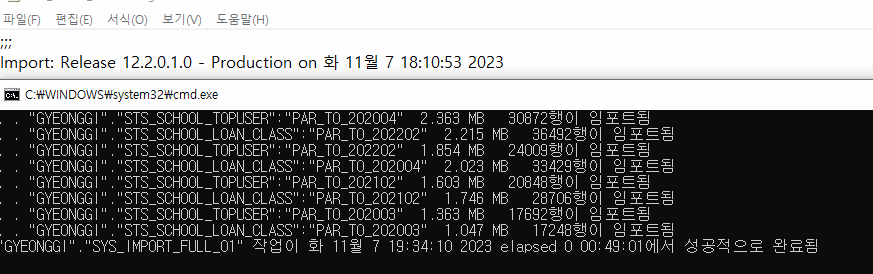 파일(F) 편집(E) 서식(O) 보기(V) 도움말(H)
;;;
Import: Release 12.2.0.1.0 - Production on 화 11월 7 18:10:53 2023
C:\WINDOWS\system32\cmd.exe
. . "GYEONGGI"."STS_SCHOOL_TOPUSER":"PAR_TO_202004" 2.363 MB 30872행이 임포트됨
. . "GYEONGGI"."STS_SCHOOL_LOAN_CLASS":"PAR_TO_202202" 2.215 MB 36492행이 임포트됨
. . "GYEONGGI"."STS_SCHOOL_TOPUSER":"PAR_TO_202202" 1.854 MB 24009행이 임포트됨
. . "GYEONGGI"."STS_SCHOOL_LOAN_CLASS":"PAR_TO_202004" 2.023 MB 33429행이 임포트됨
. . "GYEONGGI"."STS_SCHOOL_TOPUSER":"PAR_TO_202102" 1.603 MB 20848행이 임포트됨
. . "GYEONGGI"."STS_SCHOOL_LOAN_CLASS":"PAR_TO_202102" 1.746 MB 28706행이 임포트됨
. . "GYEONGGI"."STS_SCHOOL_TOPUSER":"PAR_TO_202003" 1.363 MB 17692행이 임포트됨
. . "GYEONGGI"."STS_SCHOOL_LOAN_CLASS":"PAR_TO_202003" 1.047 MB 17248행이 임포트됨
"GYEONGGI"."SYS_IMPORT_FULL_01" 작업이 화 11월 7 19:34:10 2023 elapsed 0 00:49:01에서 성공적으로 완료됨